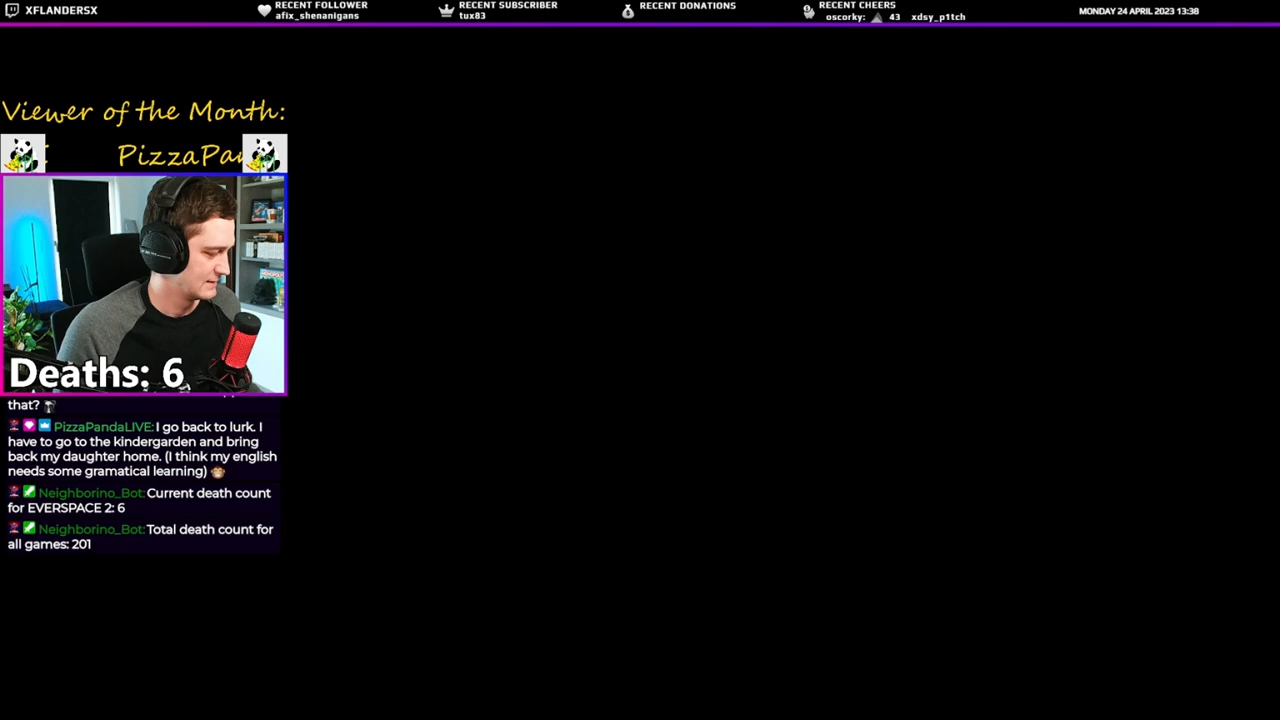 XFLANDERSX
RECENT FOLLOWER
afix_shenanigans
RECENT SUBSCRIBER
tux83
RECENT DONATIONS
RECENT CHEERS
oscorky: 43 xdsy_p1tch
MONDAY 24 APRIL 2023 13:38
Viewer of the Month:
PizzaPan
Deaths: 6
that?
PizzaPandaLIVE: I go back to lurk. I
have to go to the kindergarden and bring
back my daughter home. (I think my english
needs some gramatical learning)
Neighborino_Bot: Current death count
for EVERSPACE 2: 6
Neighborino_Bot: Total death count for
all games: 201